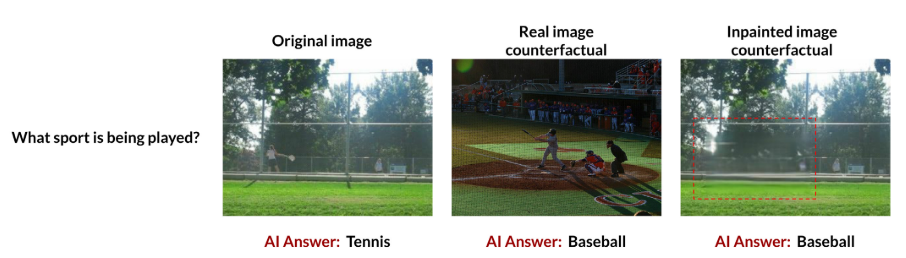 Original image
Real image
counterfactual
Inpainted image
counterfactual
What sport is being played?
AI Answer: Tennis
AI Answer: Baseball
AI Answer: Baseball